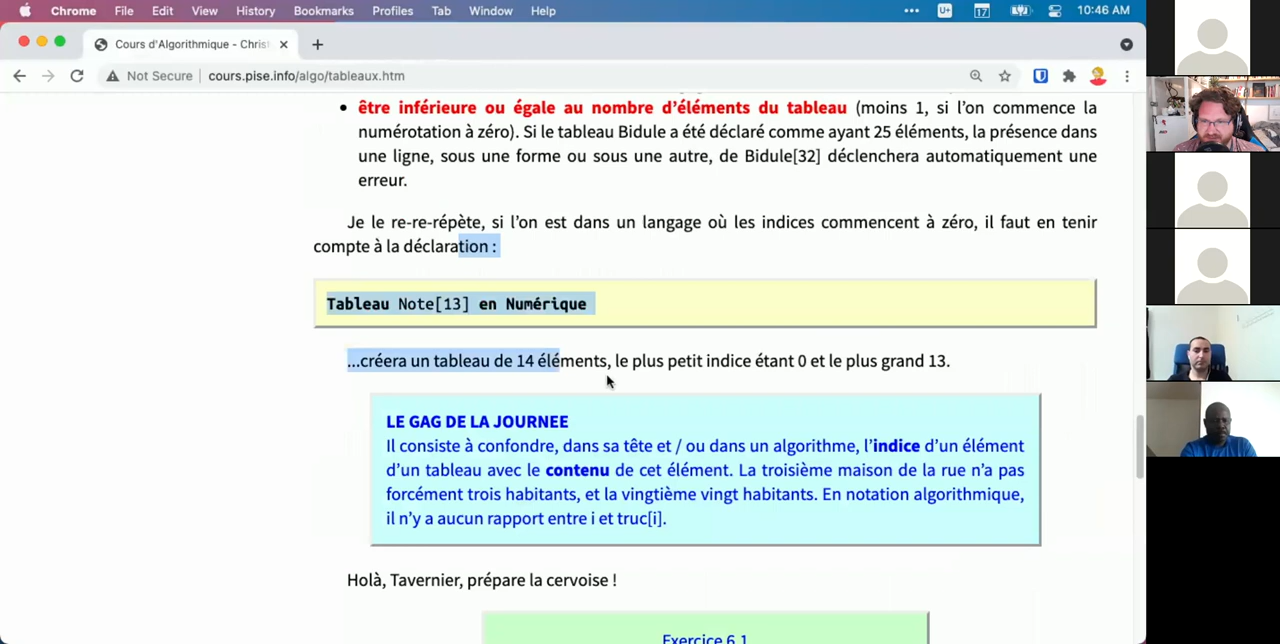 Chrome File Edit View History Bookmarks Profiles Tab Window Help 17 10:46 AM
Cours d'Algorithmique - Christ
Not Secure cours.pise.info/algo/tableaux.htm
• être inférieure ou égale au nombre d'éléments du tableau (moins 1, si l'on commence la
numérotation à zéro). Si le tableau Bidule a été déclaré comme ayant 25 éléments, la présence dans
une ligne, sous une forme ou sous une autre, de Bidule[32] déclenchera automatiquement une
erreur.
Je le re-re-répète, si l'on est dans un langage où les indices commencent à zéro, il faut en tenir
compte à la déclaration :
Tableau Note[13] en Numérique
...créera un tableau de 14 éléments, le plus petit indice étant 0 et le plus grand 13.
LE GAG DE LA JOURNEE
Il consiste à confondre, dans sa tête et / ou dans un algorithme, l'indice d'un élément
d'un tableau avec le contenu de cet élément. La troisième maison de la rue n'a pas
forcément trois habitants, et la vingtième vingt habitants. En notation algorithmique,
il n'y a aucun rapport entre i et truc[i].
Holà, Tavernier, prépare la cervoise !
Exercice 6.1